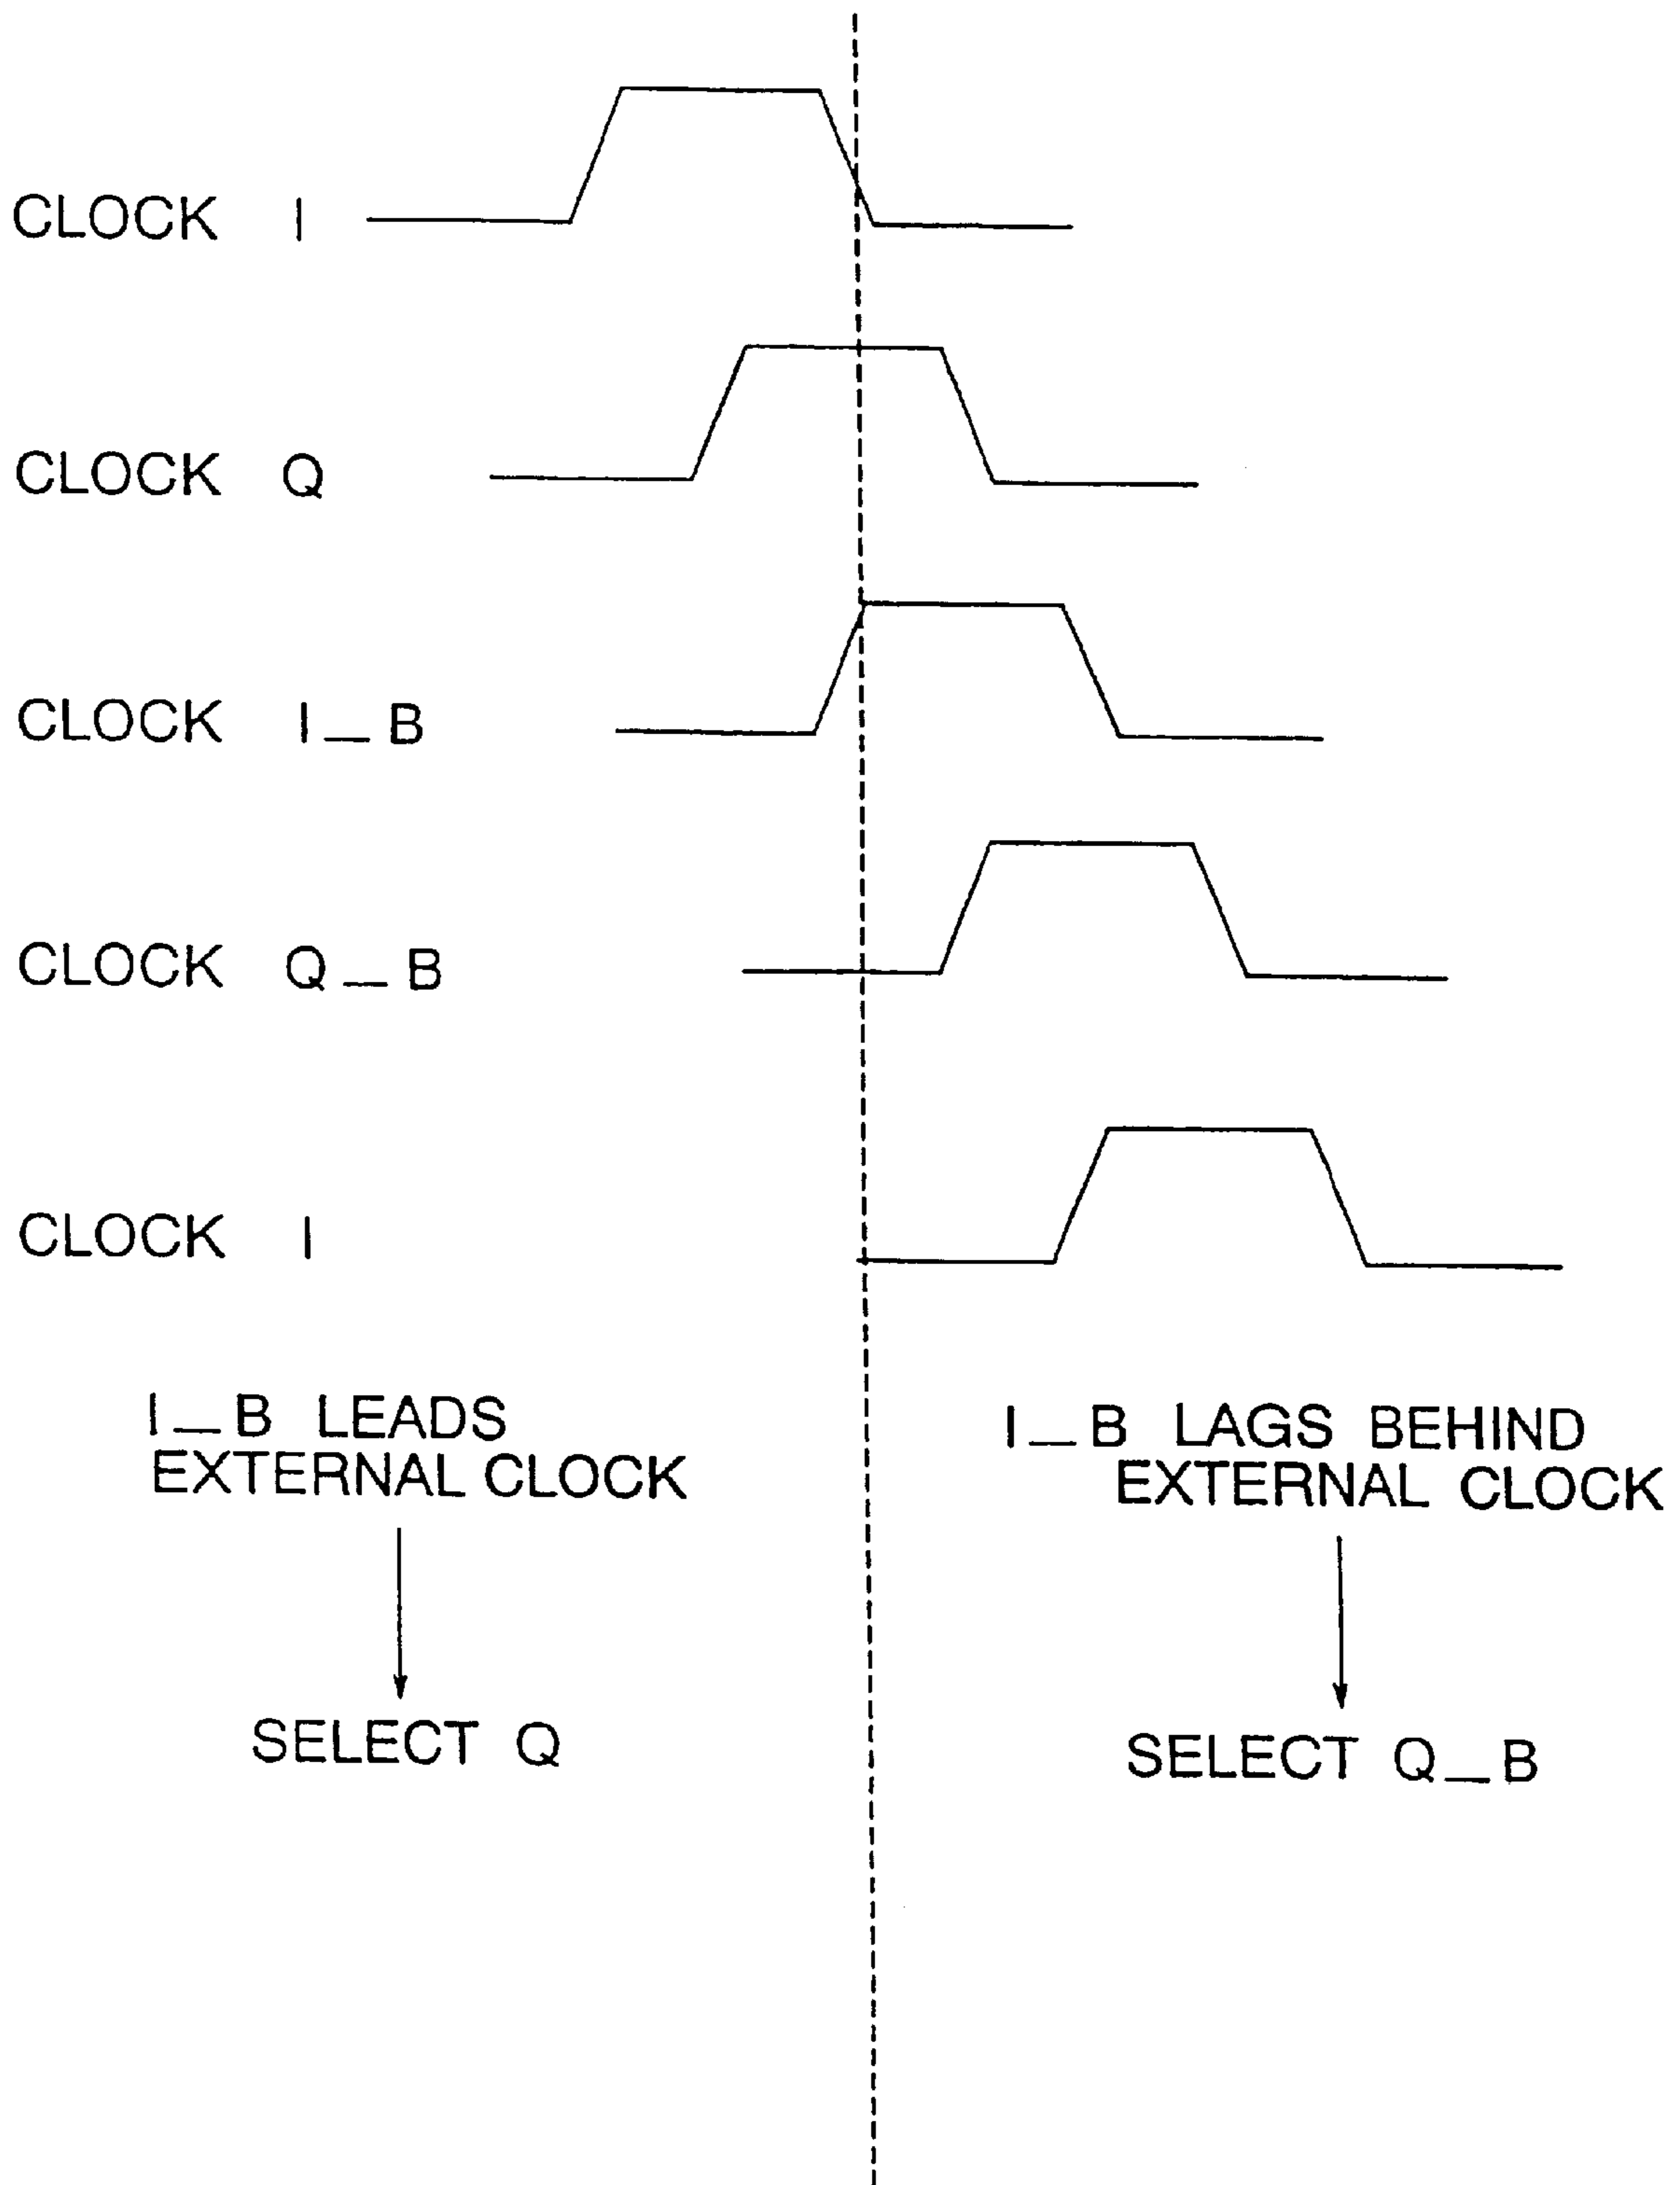 CLOCK I
CLOCK Q
CLOCK I_B
CLOCK Q_B
CLOCK I
I_B LEADS
EXTERNAL CLOCK
SELECT Q
I_B LAGS BEHIND
EXTERNAL CLOCK
SELECT Q_B